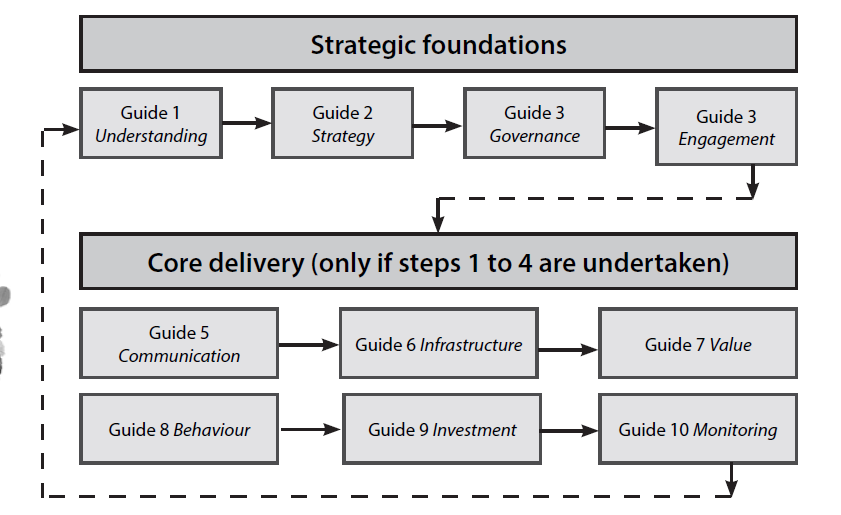 Strategic foundations
Guide 1
Understanding
Guide 2
Strategy
Guide 3
Governance
Guide 3
Engagement
Core delivery (only if steps 1 to 4 are undertaken)
Guide 5
Communication
Guide 6 Infrastructure
Guide 7 Value
Guide 8 Behaviour
Guide 9 Investment
Guide 10 Monitoring